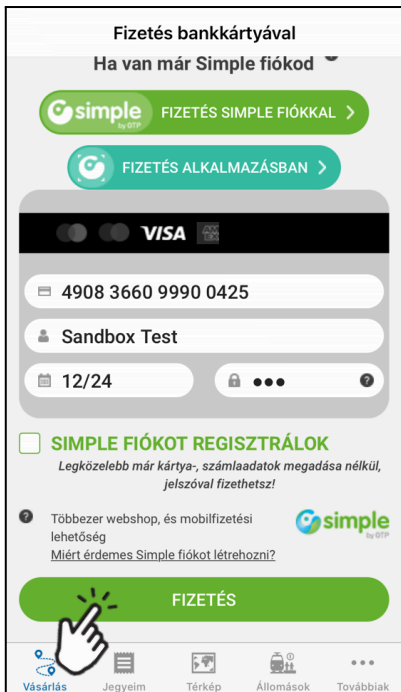 Fizetés bankkártyával
Ha van már Simple fiókod
simple by OTP FIZETÉS SIMPLE FIÓKKAL
FIZETÉS ALKALMAZÁSBAN
VISA
4908 3660 9990 0425
Sandbox Test
12/24 ●●● ?
SIMPLE FIÓKOT REGISZTRÁLOK
Legközelebb már kártya-, számlaadatok megadása nélkül,
jelszóval fizethetsz!
? Többezer webshop, és mobilfizetési
lehetőség
simple
by OTP
Miért érdemes Simple fiókot létrehozni?
FIZETÉS
Vásárlás Jegyeim Térkép Állomások Továbbiak